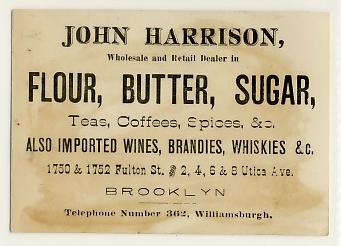 JOHN HARRISON,
Wholesale and Retail Dealer in
FLOUR, BUTTER, SUGAR,
Teas, Coffees, Spices, &c.
ALSO IMPORTED WINES, BRANDIES, WHISKIES &c.
1750 & 1752 Fulton St. & 2, 4, 6 & 8 Utica Ave.
BROOKLYN
Telephone Number 362, Williamsburgh.